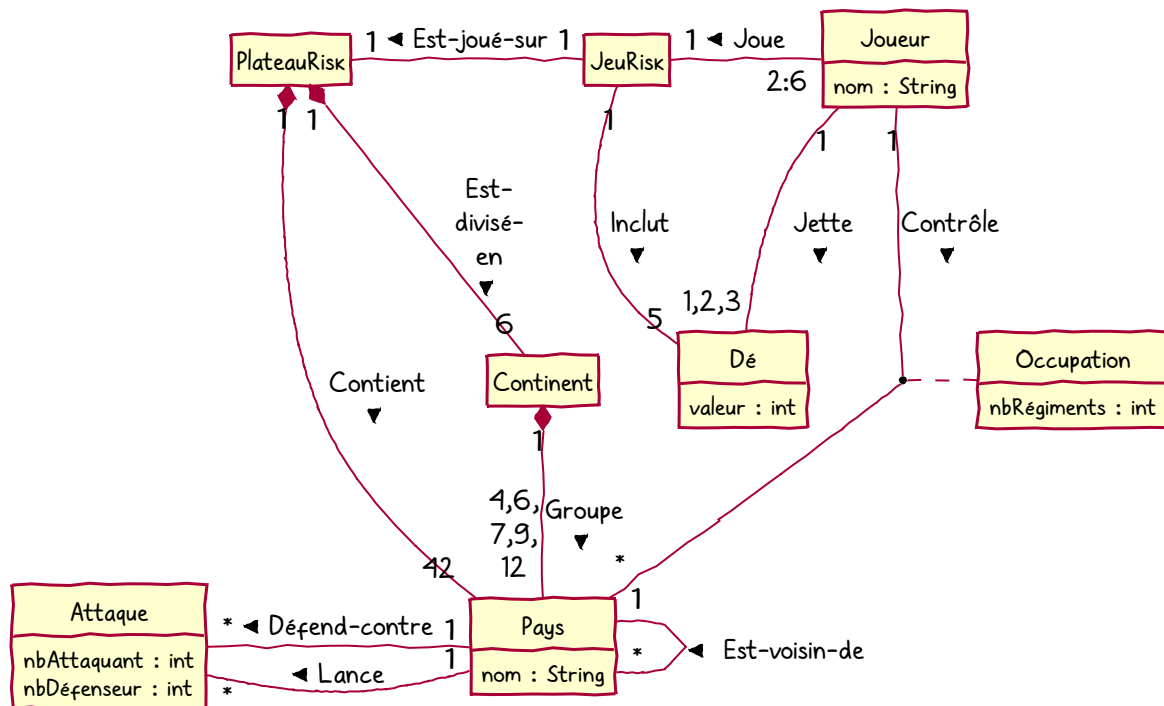 PlateauRisk
1 ◄ Est-joué-sur 1
JeuRisk
1 ◄ Joue
2:6
Joueur
nom : String
1
1
1
1
1
Est-
divisé-
en
▼
Inclut
▼
Jette
▼
Contrôle
▼
1,2,3
5
6
Dé
valeur : int
Occupation
nbRégiments : int
Continent
Contient
▼
1
4,6,
7,9,
12
Groupe
▼
42
*
1
Attaque
nbAttaquant : int
nbDéfenseur : int
* ◄ Défend-contre 1
1
◄ Lance
*
Pays
nom : String
*
◄ Est-voisin-de